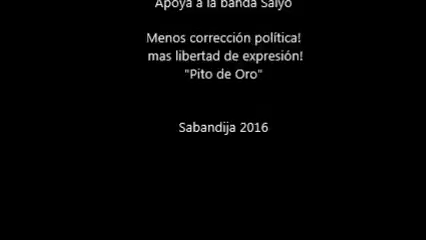 Apoya a la banda Salyo
Menos corrección política!
mas libertad de expresión!
"Pito de Oro"
Sabandija 2016